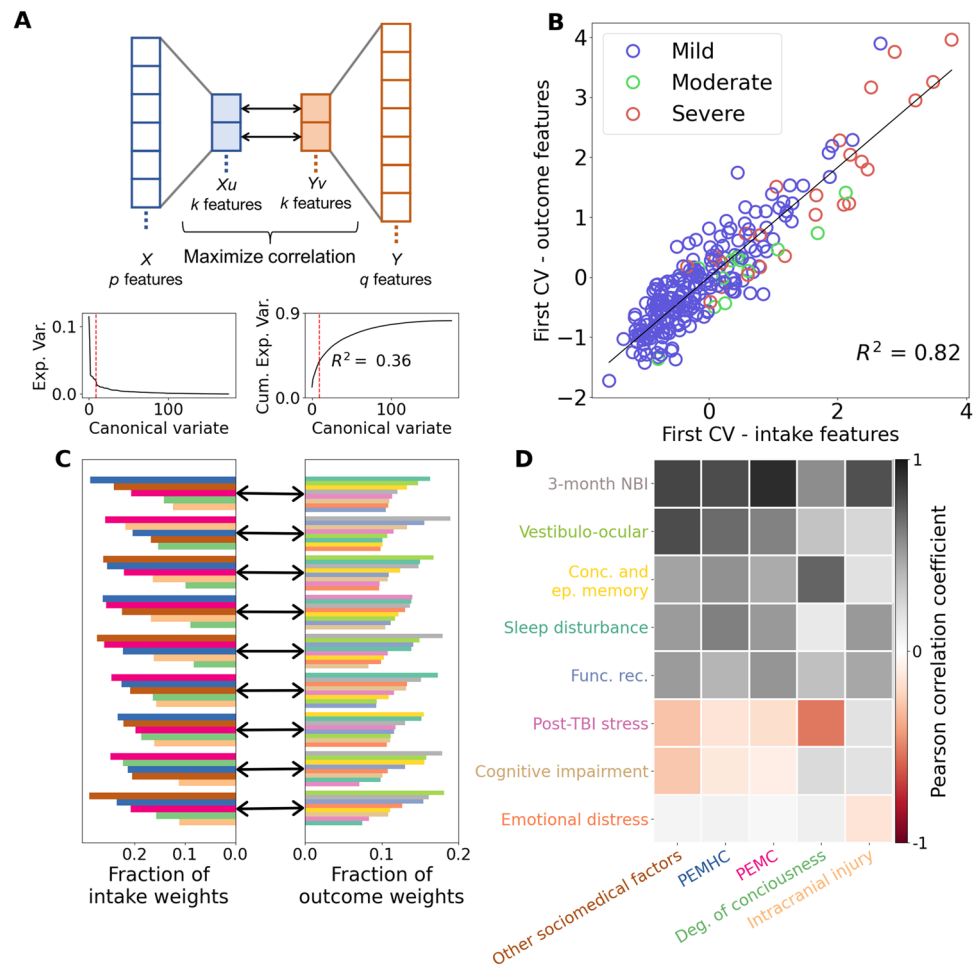 A
X
p features
Xu
k features
Yv
k features
Maximize correlation
Y
q features
Exp. Var.
0.1
0.0
0
100
Canonical variate
Cum. Exp. Var.
0.9
0.0
R² = 0.36
0
100
Canonical variate
B
First CV - outcome features
4
3
2
1
0
−1
−2
Mild
Moderate
Severe
R² = 0.82
0
2
4
First CV - intake features
C
0.2
0.1
0.0
Fraction of
intake weights
0.0
0.1
0.2
Fraction of
outcome weights
D
3-month NBI
Vestibulo-ocular
Conc. and
ep. memory
Sleep disturbance
Func. rec.
Post-TBI stress
Cognitive impairment
Emotional distress
Other sociomedical factors
PEMHC
PEMC
Deg. of conciousness
Intracranial injury
1
0
-1
Pearson correlation coefficient